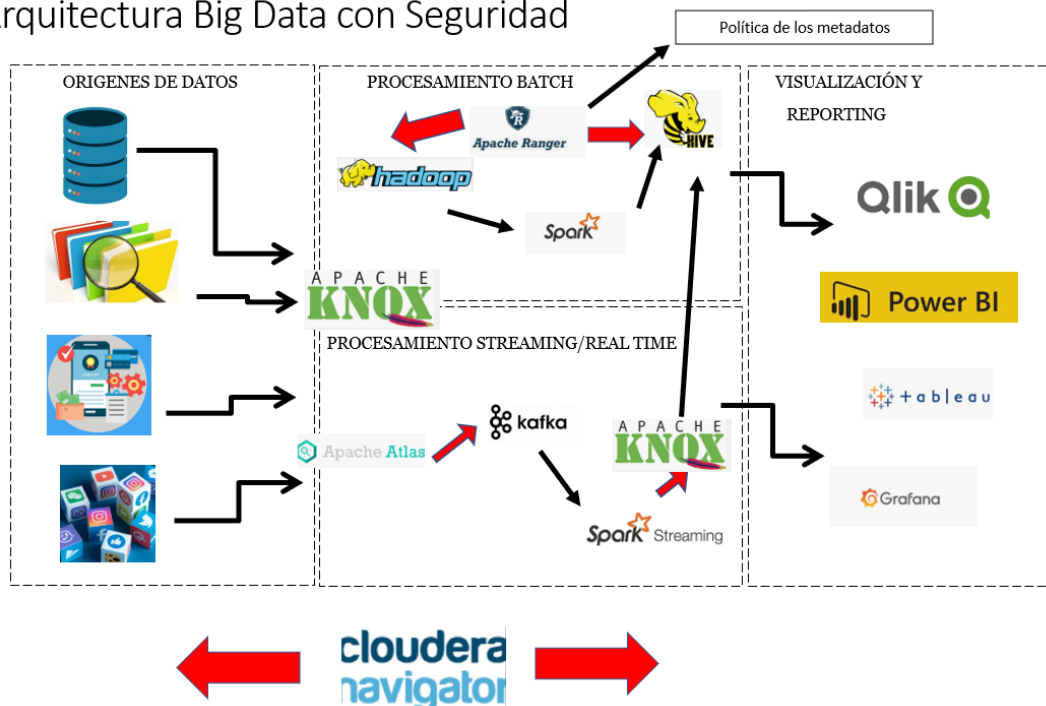 rquitectura Big Data con Seguridad
Política de los metadatos
ORIGENES DE DATOS
PROCESAMIENTO BATCH
VISUALIZACIÓN Y
REPORTING
Apache Ranger
HIVE
hadoop
Spark
Qlik
APACHE
KNOX
Power BI
PROCESAMIENTO STREAMING/REAL TIME
+ableau
kafka
Apache Atlas
APACHE
KNOX
Grafana
Spark Streaming
cloudera
navigator